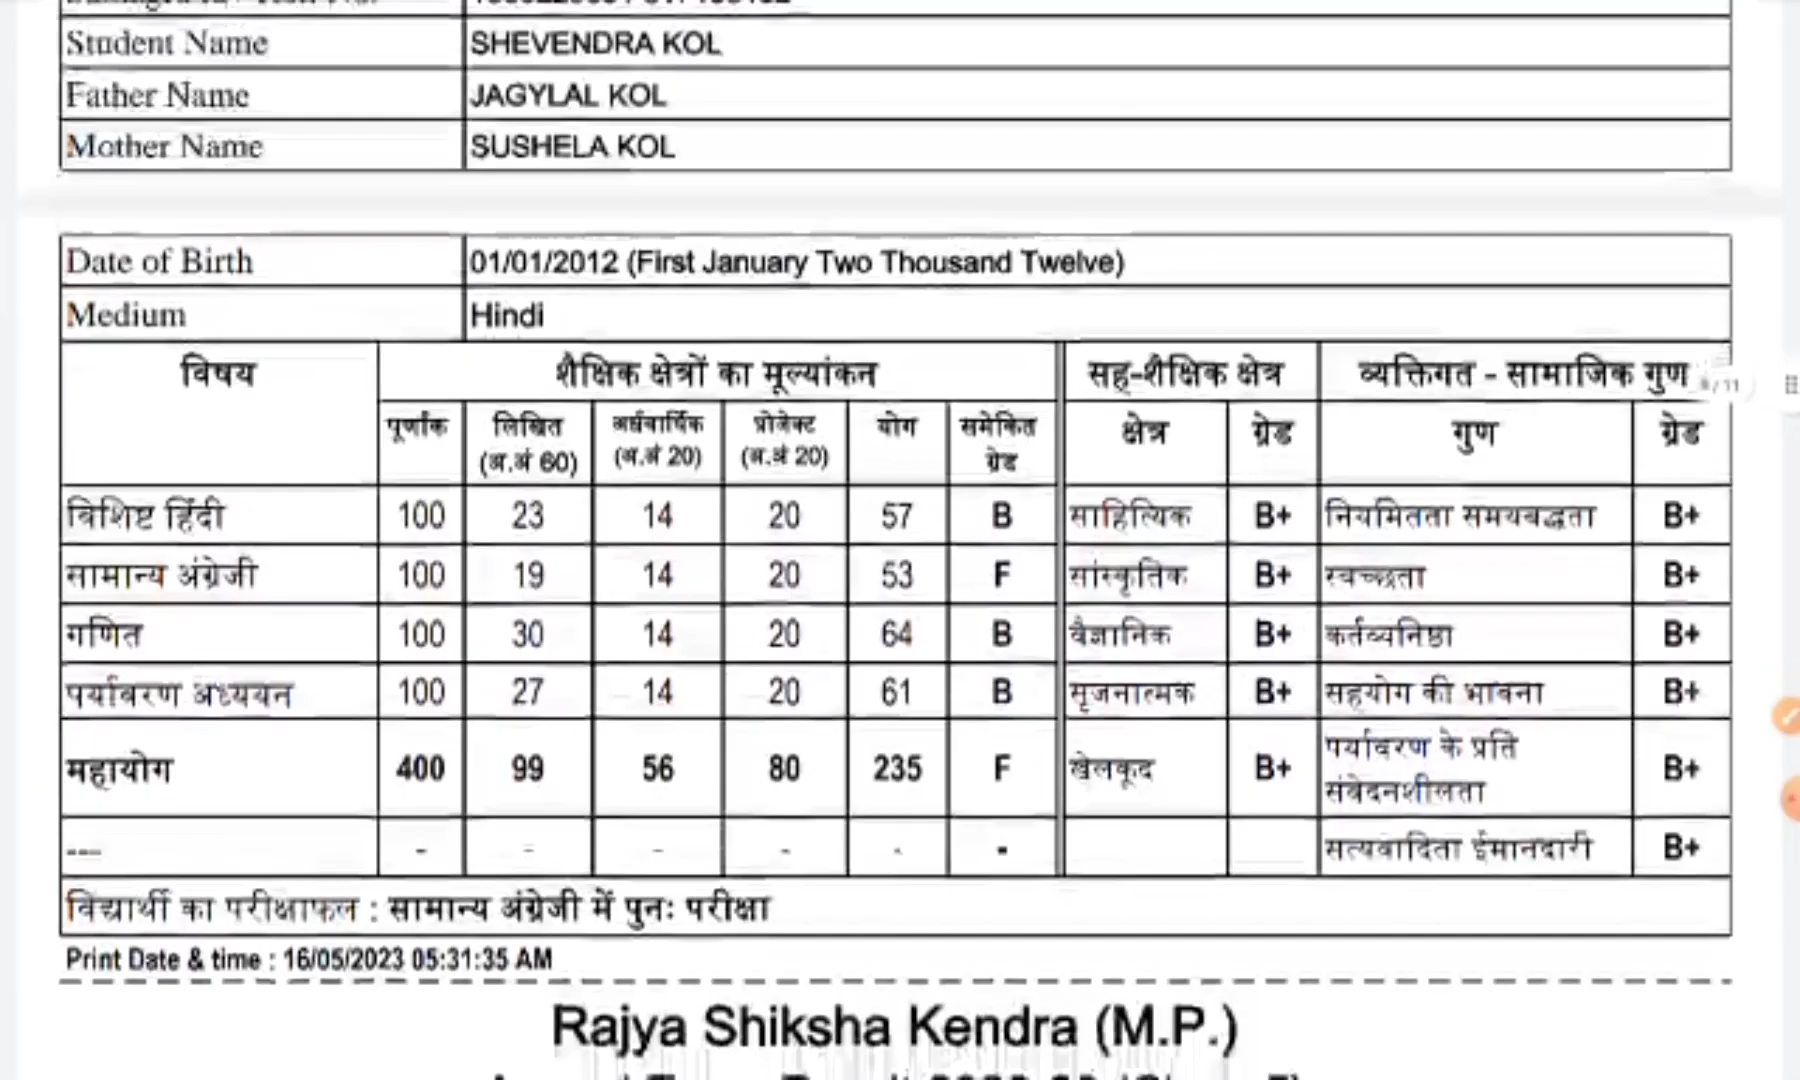 Student Name SHEVENDRA KOL
Father Name JAGYLAL KOL
Mother Name SUSHELA KOL
Date of Birth 01/01/2012 (First January Two Thousand Twelve)
Medium Hindi
विषय शैक्षिक क्षेत्रों का मूल्यांकन सह-शैक्षिक क्षेत्र व्यक्तिगत - सामाजिक गुण
पूर्णांक लिखित अर्धवार्षिक प्रोजेक्ट योग समेकित क्षेत्र ग्रेड गुण ग्रेड
(अ.अं 60) (अ.अं 20) (अ.अं 20) ग्रेड
विशिष्ट हिंदी 100 23 14 20 57 B साहित्यिक B+ नियमितता समयबद्धता B+
सामान्य अंग्रेजी 100 19 14 20 53 F सांस्कृतिक B+ स्वच्छता B+
गणित 100 30 14 20 64 B वैज्ञानिक B+ कर्तव्यनिष्ठा B+
पर्यावरण अध्ययन 100 27 14 20 61 B सृजनात्मक B+ सहयोग की भावना B+
महायोग 400 99 56 80 235 F खेलकूद B+ पर्यावरण के प्रति संवेदनशीलता B+
--- - - - - - - सत्यवादिता ईमानदारी B+
विद्यार्थी का परीक्षाफल : सामान्य अंग्रेजी में पुनः परीक्षा
Print Date & time : 16/05/2023 05:31:35 AM
Rajya Shiksha Kendra (M.P.)